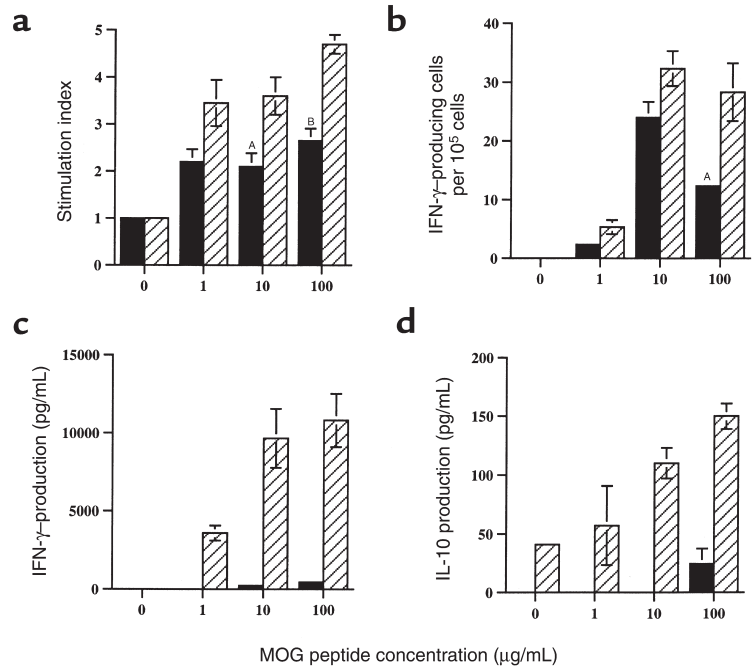 a
Stimulation index
5
4
3
2
1
0
A
B
0 1 10 100
b
IFN-γ–producing cells
per 10⁵ cells
40
30
20
10
0
A
0 1 10 100
c
IFN-γ–production (pg/mL)
15000
10000
5000
0
0 1 10 100
d
IL-10 production (pg/mL)
200
150
100
50
0
0 1 10 100
MOG peptide concentration (μg/mL)